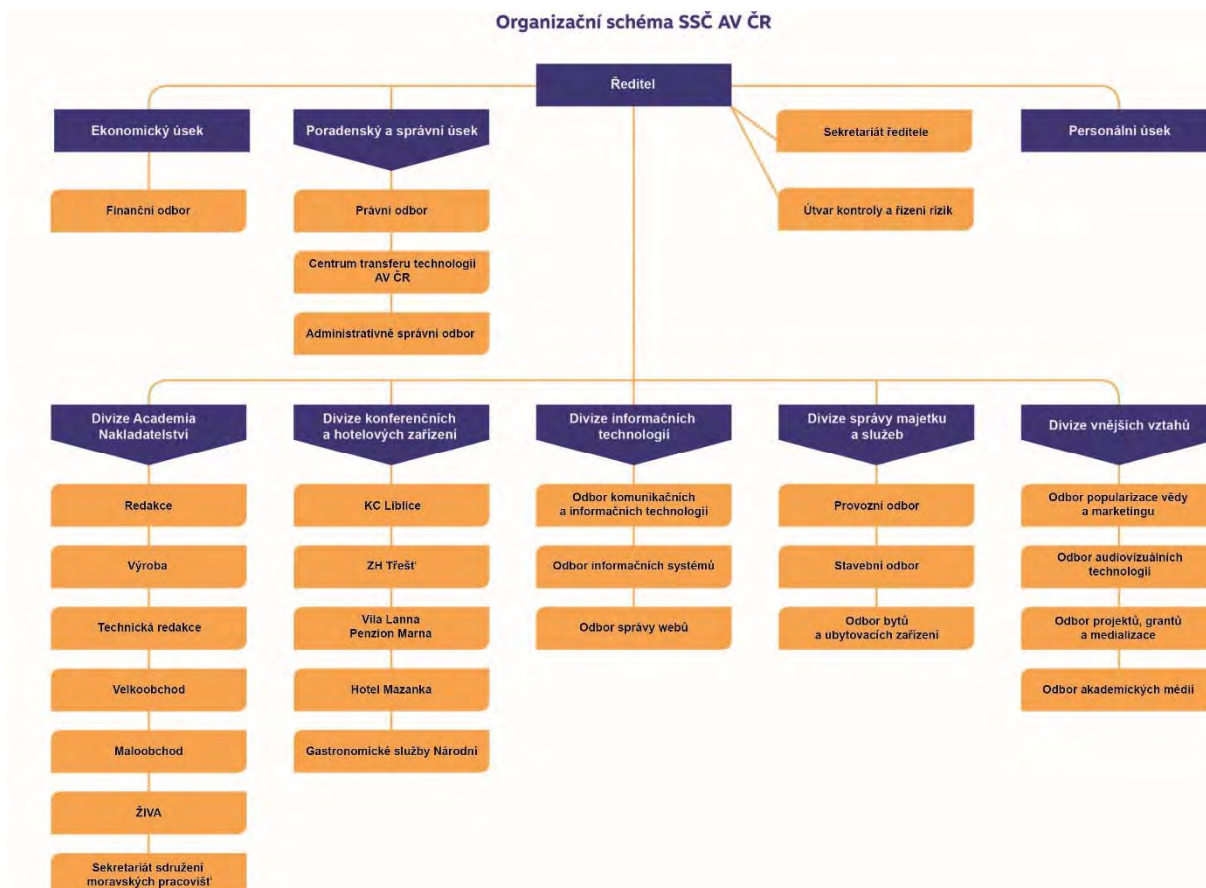 Organizační schéma SSČ AV ČR
Ředitel
Ekonomický úsek
Poradenský a správní úsek
Sekretariát ředitele
Personální úsek
Finanční odbor
Právní odbor
Útvar kontroly a řízení rizik
Centrum transferu technologií
AV ČR
Administrativně správní odbor
Divize Academia
Nakladatelství
Divize konferenčních
a hotelových zařízení
Divize informačních
technologií
Divize správy majetku
a služeb
Divize vnějších vztahů
Redakce
Výroba
Technická redakce
Velkoobchod
Maloobchod
ŽIVA
Sekretariát sdružení
moravských pracovišť
KC Liblice
ZH Třešť
Vila Lanna
Penzion Marna
Hotel Mazanka
Gastronomické služby Národní
Odbor komunikačních
a informačních technologií
Odbor informačních systémů
Odbor správy webů
Provozní odbor
Stavební odbor
Odbor bytů
a ubytovacích zařízení
Odbor popularizace vědy
a marketingu
Odbor audiovizuálních
technologií
Odbor projektů, grantů
a medializace
Odbor akademických médií